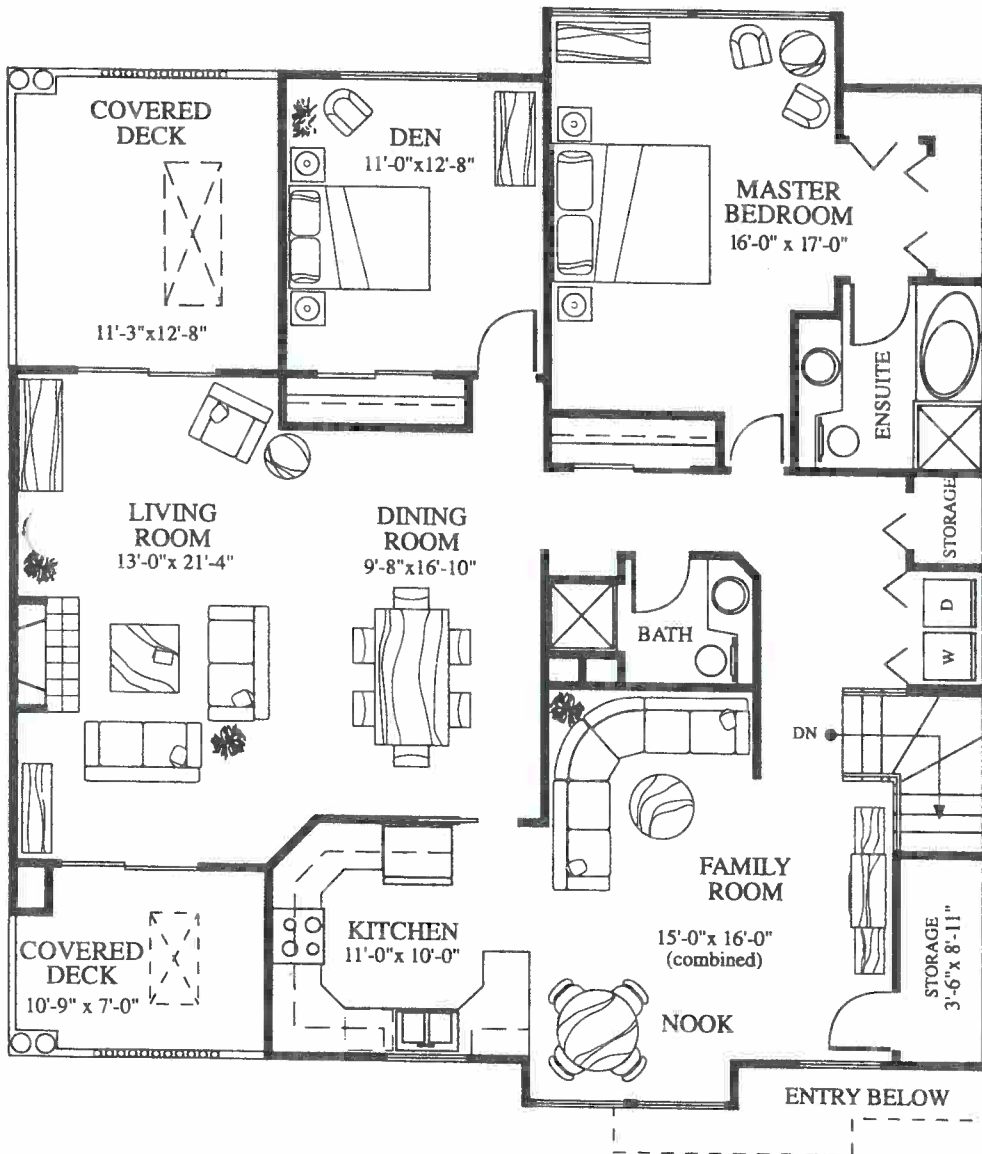 COVERED
DECK
11'-3"x12'-8"
DEN
11'-0"x12'-8"
MASTER
BEDROOM
16'-0" x 17'-0"
ENSUITE
LIVING
ROOM
13'-0"x 21'-4"
DINING
ROOM
9'-8"x16'-10"
STORAGE
BATH
D
W
DN
FAMILY
ROOM
15'-0"x 16'-0"
(combined)
KITCHEN
11'-0"x 10'-0"
COVERED
DECK
10'-9" x 7'-0"
STORAGE
3'-6"x 8'-11"
NOOK
ENTRY BELOW